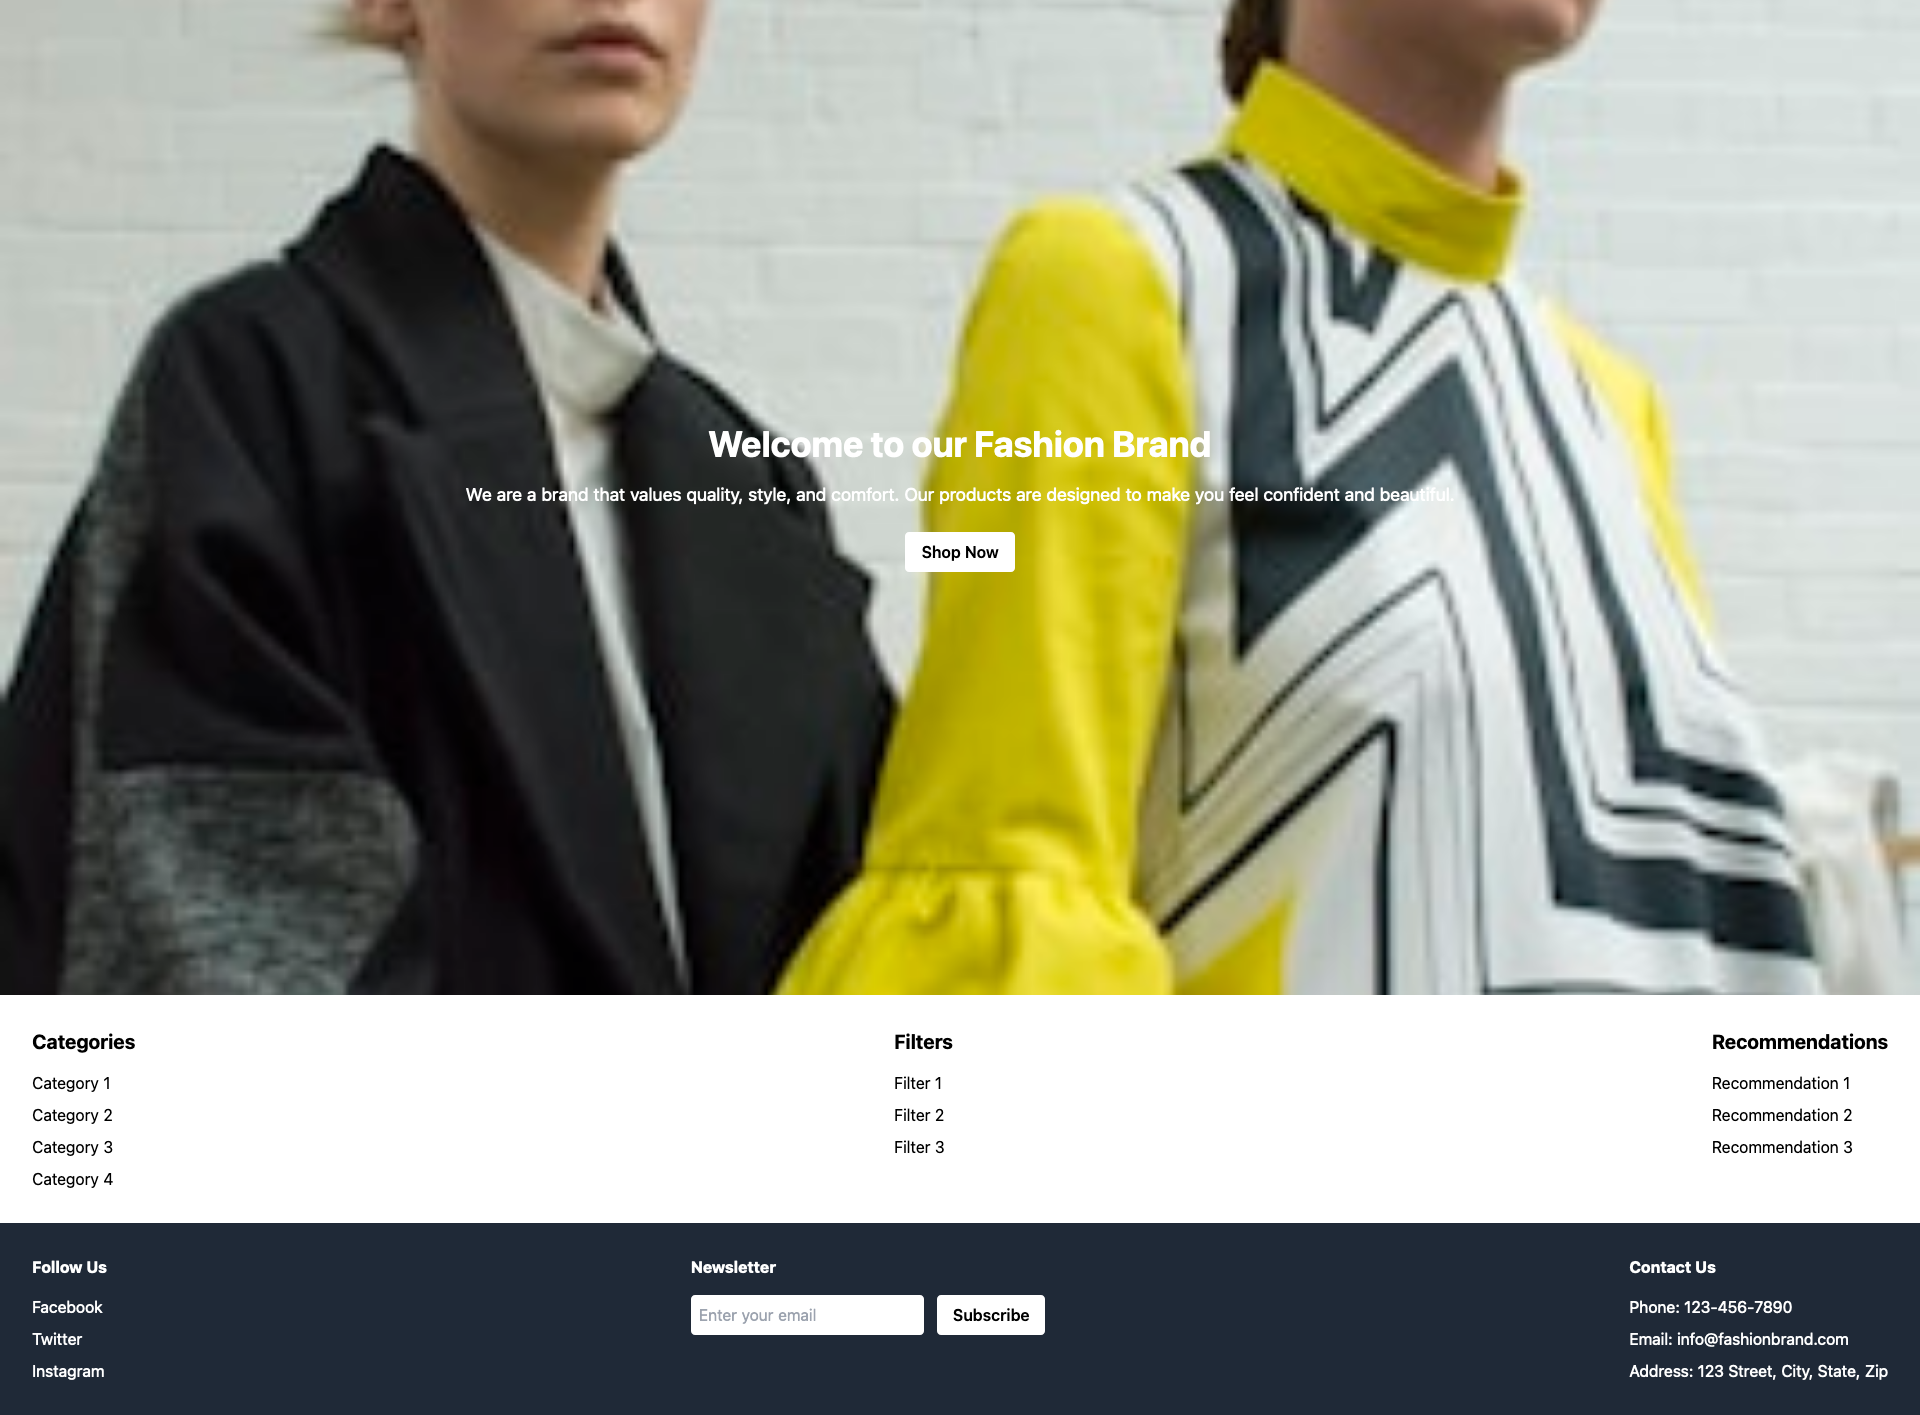 Welcome to our Fashion Brand
We are a brand that values quality, style, and comfort. Our products are designed to make you feel confident and beautiful.
Shop Now
Categories
Category 1
Category 2
Category 3
Category 4
Filters
Filter 1
Filter 2
Filter 3
Recommendations
Recommendation 1
Recommendation 2
Recommendation 3
Follow Us
Facebook
Twitter
Instagram
Newsletter
Enter your email
Subscribe
Contact Us
Phone: 123-456-7890
Email: info@fashionbrand.com
Address: 123 Street, City, State, Zip